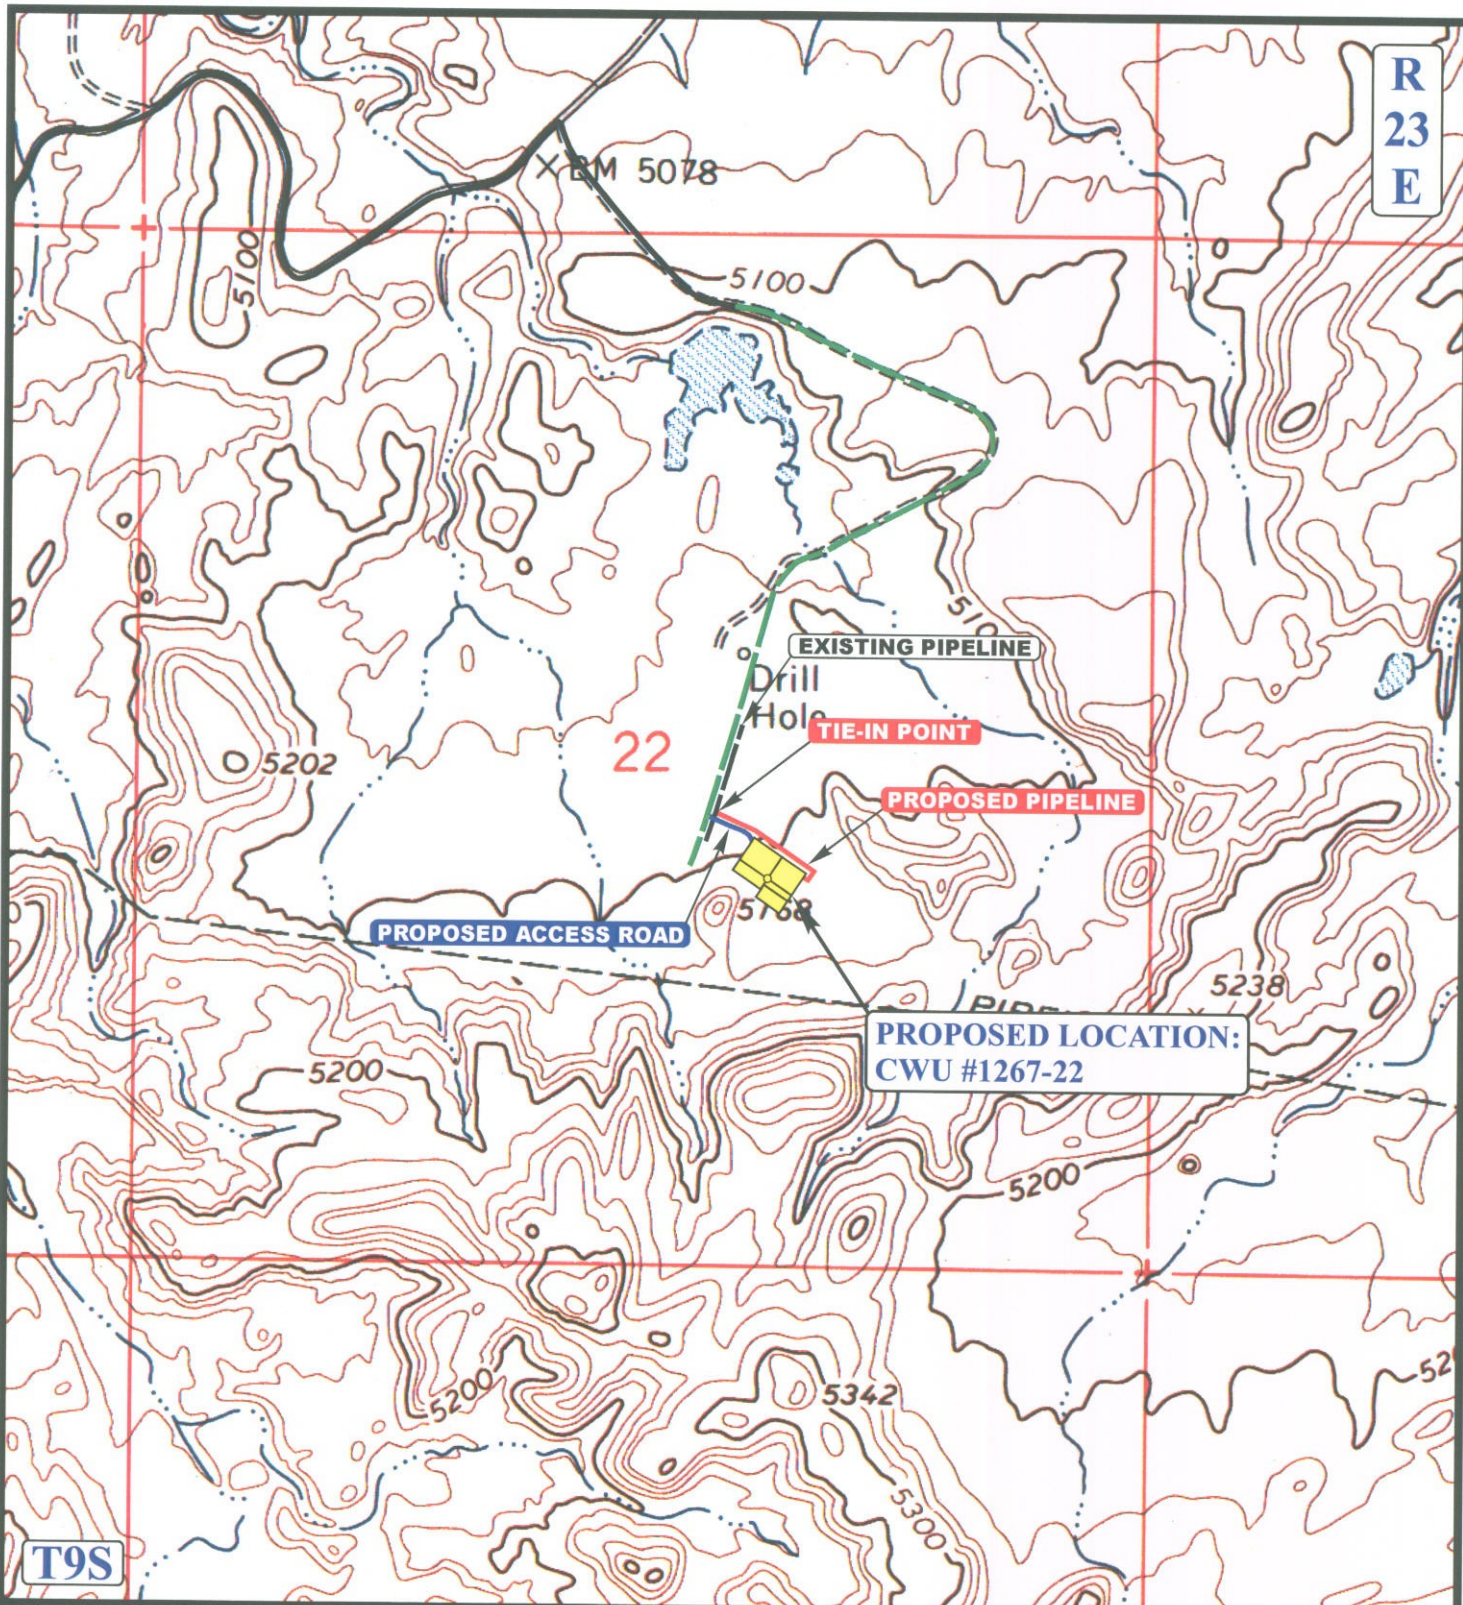 R
23
E
BM 5078
5100
5100
EXISTING PIPELINE
Drill
Hole
TIE-IN POINT
22
5202
PROPOSED PIPELINE
PROPOSED ACCESS ROAD
5238
PROPOSED LOCATION:
CWU #1267-22
5200
5200
5200
5342
5300
T9S